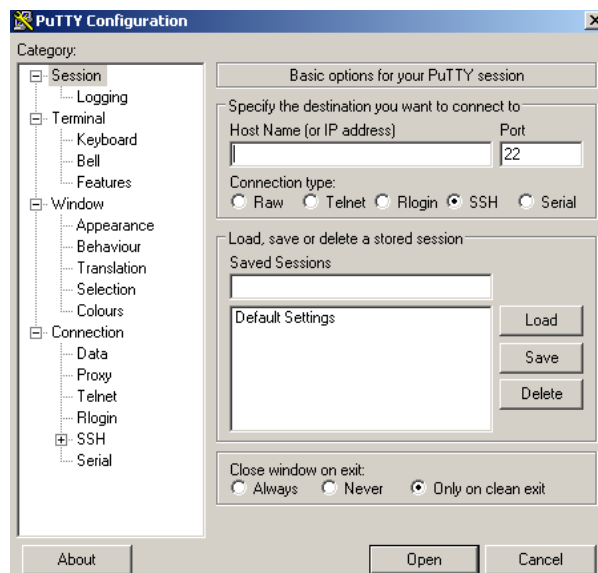 PuTTY Configuration
Category:
Session
Logging
Terminal
Keyboard
Bell
Features
Window
Appearance
Behaviour
Translation
Selection
Colours
Connection
Data
Proxy
Telnet
Rlogin
SSH
Serial
Basic options for your PuTTY session
Specify the destination you want to connect to
Host Name (or IP address) Port
22
Connection type:
Raw Telnet Rlogin SSH Serial
Load, save or delete a stored session
Saved Sessions
Default Settings
Load
Save
Delete
Close window on exit:
Always Never Only on clean exit
About Open Cancel